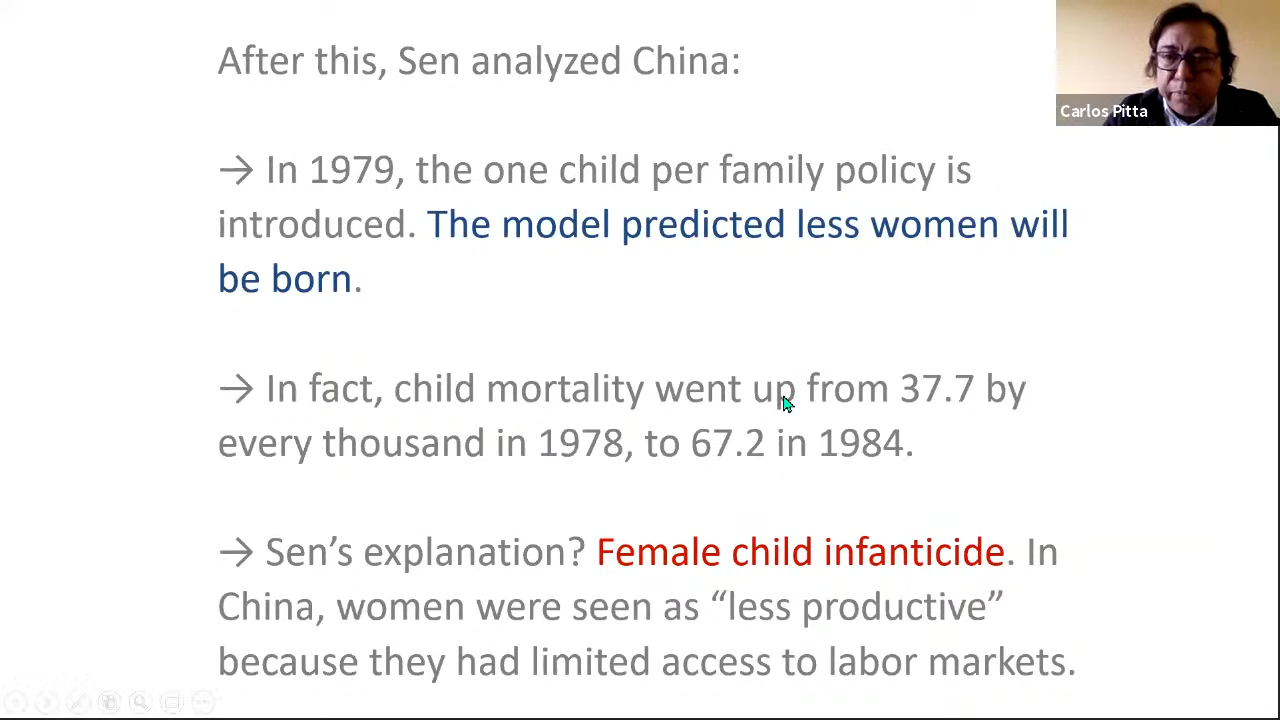 After this, Sen analyzed China:
Carlos Pitta
→ In 1979, the one child per family policy is
introduced. The model predicted less women will
be born.
→ In fact, child mortality went up from 37.7 by
every thousand in 1978, to 67.2 in 1984.
→ Sen’s explanation? Female child infanticide. In
China, women were seen as “less productive”
because they had limited access to labor markets.